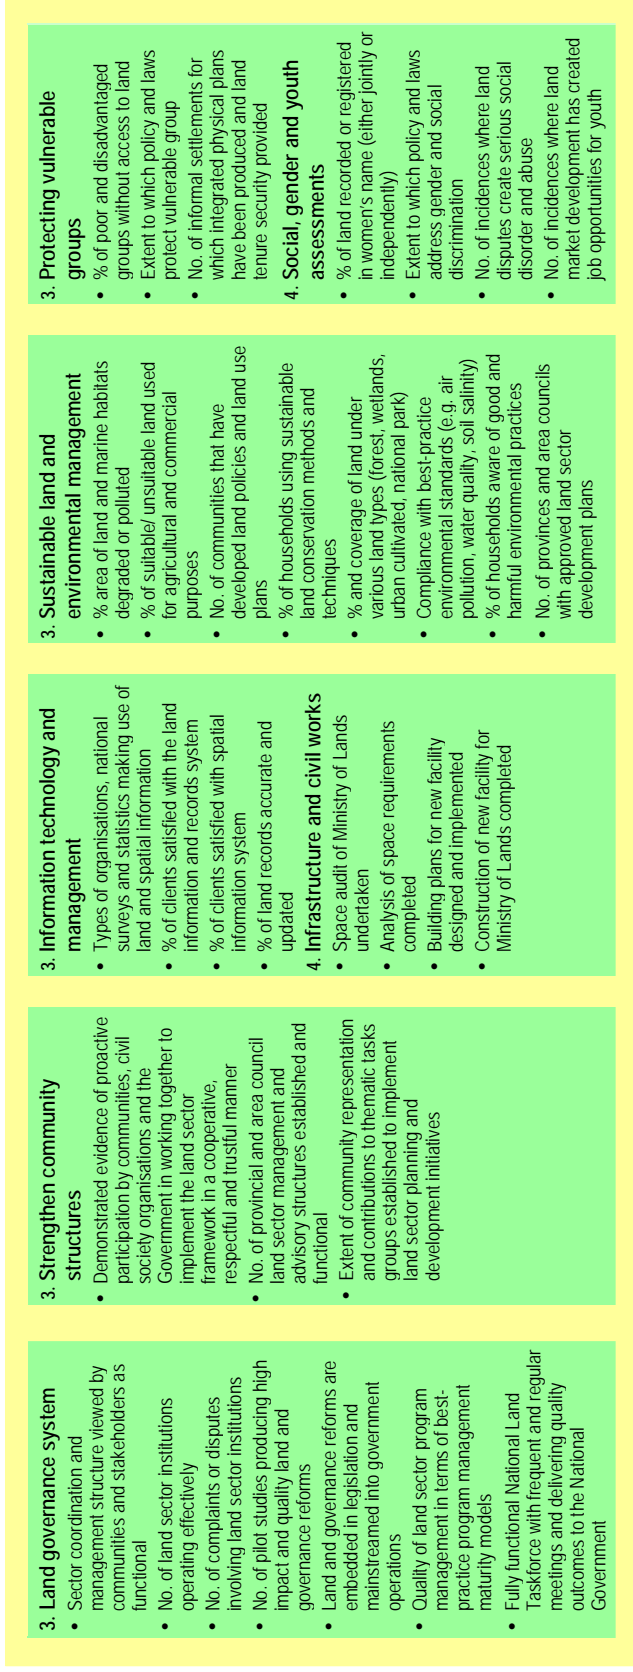 3. Land governance system
• Sector coordination and
management structure viewed by
communities and stakeholders as
functional
• No. of land sector institutions
operating effectively
• No. of complaints or disputes
involving land sector institutions
• No. of pilot studies producing high
impact and quality land and
governance reforms
• Land and governance reforms are
embedded in legislation and
mainstreamed into government
operations
• Quality of land sector program
management in terms of best-
practice program management
maturity models
• Fully functional National Land
Taskforce with frequent and regular
meetings and delivering quality
outcomes to the National
Government
3. Strengthen community
structures
• Demonstrated evidence of proactive
participation by communities, civil
society organisations and the
Government in working together to
implement the land sector
framework in a cooperative,
respectful and trustful manner
• No. of provincial and area council
land sector management and
advisory structures established and
functional
• Extent of community representation
and contributions to thematic tasks
groups established to implement
land sector planning and
development initiatives
3. Information technology and
management
• Types of organisations, national
surveys and statistics making use of
land and spatial information
• % of clients satisfied with the land
information and records system
• % of clients satisfied with spatial
information system
• % of land records accurate and
updated
4. Infrastructure and civil works
• Space audit of Ministry of Lands
undertaken
• Analysis of space requirements
completed
• Building plans for new facility
designed and implemented
• Construction of new facility for
Ministry of Lands completed
3. Sustainable land and
environmental management
• % area of land and marine habitats
degraded or polluted
• % of suitable/ unsuitable land used
for agricultural and commercial
purposes
• No. of communities that have
developed land policies and land use
plans
• % of households using sustainable
land conservation methods and
techniques
• % and coverage of land under
various land types (forest, wetlands,
urban cultivated, national park)
• Compliance with best-practice
environmental standards (e.g. air
pollution, water quality, soil salinity)
• % of households aware of good and
harmful environmental practices
• No. of provinces and area councils
with approved land sector
development plans
3. Protecting vulnerable
groups
• % of poor and disadvantaged
groups without access to land
• Extent to which policy and laws
protect vulnerable group
• No. of informal settlements for
which integrated physical plans
have been produced and land
tenure security provided
4. Social, gender and youth
assessments
• % of land recorded or registered
in women's name (either jointly or
independently)
• Extent to which policy and laws
address gender and social
discrimination
• No. of incidences where land
disputes create serious social
disorder and abuse
• No. of incidences where land
market development has created
job opportunities for youth